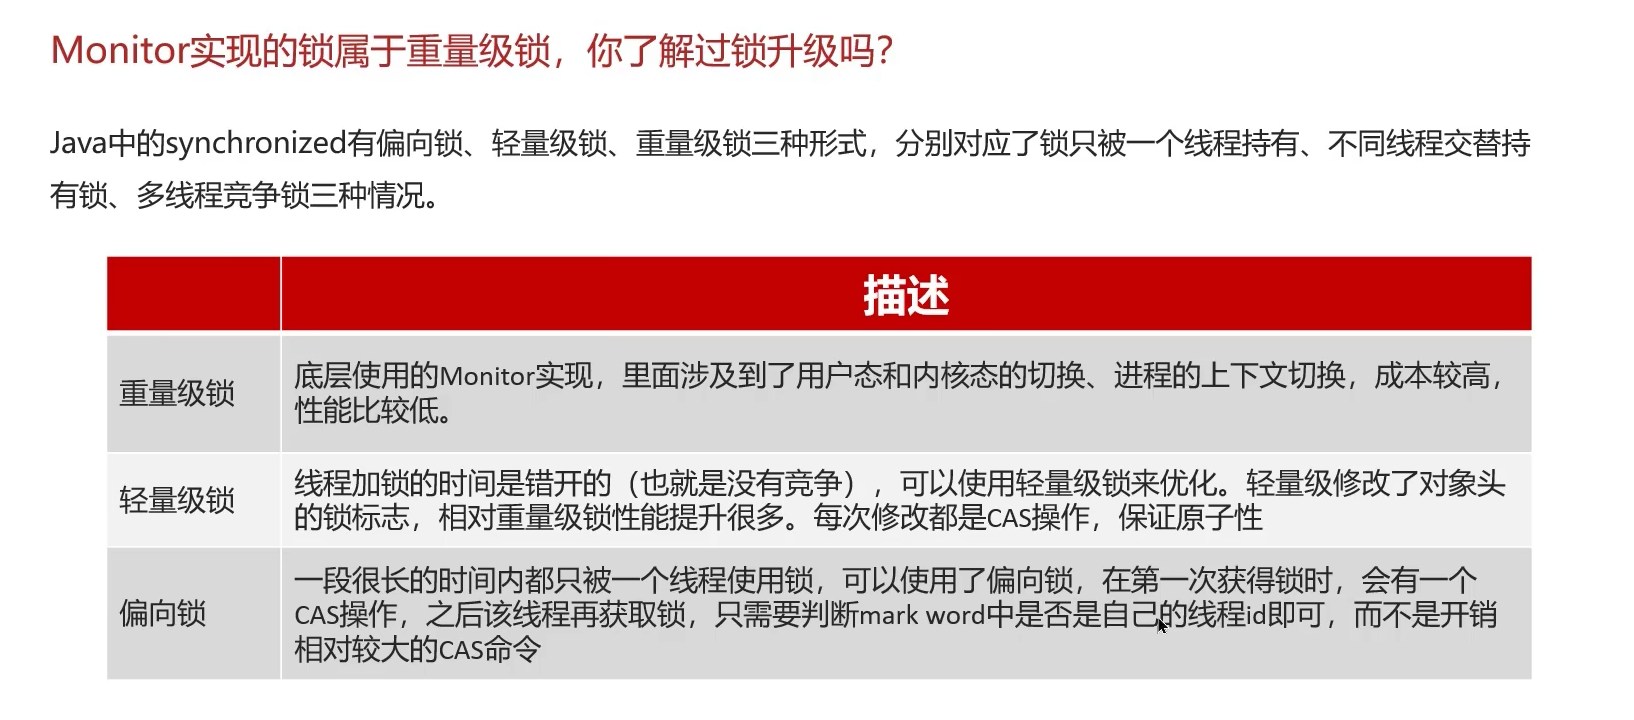 Monitor实现的锁属于重量级锁，你了解过锁升级吗？
Java中的synchronized有偏向锁、轻量级锁、重量级锁三种形式，分别对应了锁只被一个线程持有、不同线程交替持
有锁、多线程竞争锁三种情况。
描述
重量级锁
底层使用的Monitor实现，里面涉及到了用户态和内核态的切换、进程的上下文切换，成本较高，
性能比较低。
轻量级锁
线程加锁的时间是错开的（也就是没有竞争），可以使用轻量级锁来优化。轻量级修改了对象头
的锁标志，相对重量级锁性能提升很多。每次修改都是CAS操作，保证原子性
偏向锁
一段很长的时间内都只被一个线程使用锁，可以使用了偏向锁，在第一次获得锁时，会有一个
CAS操作，之后该线程再获取锁，只需要判断mark word中是否是自己的线程id即可，而不是开销
相对较大的CAS命令